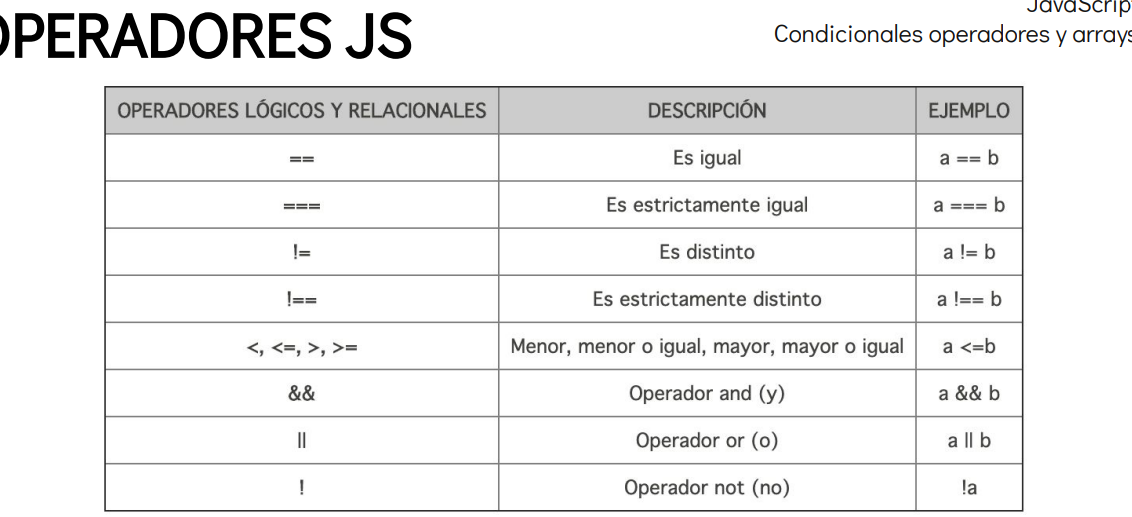 OPERADORES JS
JavaScrip
Condicionales operadores y arrays
OPERADORES LÓGICOS Y RELACIONALES DESCRIPCIÓN EJEMPLO
== Es igual a == b
=== Es estrictamente igual a === b
!= Es distinto a != b
!== Es estrictamente distinto a !== b
<, <=, >, >= Menor, menor o igual, mayor, mayor o igual a <=b
&& Operador and (y) a && b
|| Operador or (o) a || b
! Operador not (no) !a